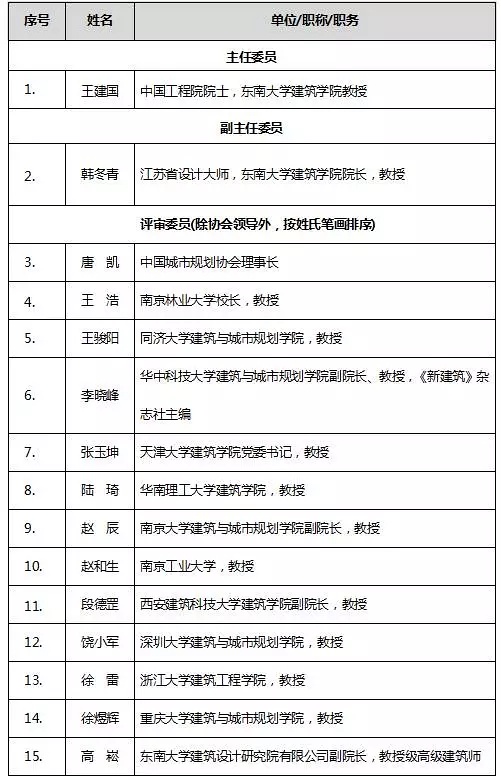 序号 姓名 单位/职称/职务
主任委员
1. 王建国 中国工程院院士，东南大学建筑学院教授
副主任委员
2. 韩冬青 江苏省设计大师，东南大学建筑学院院长，教授
评审委员(除协会领导外，按姓氏笔画排序)
3. 唐 凯 中国城市规划协会理事长
4. 王 浩 南京林业大学校长，教授
5. 王骏阳 同济大学建筑与城市规划学院，教授
6. 李晓峰 华中科技大学建筑与城市规划学院副院长、教授，《新建筑》杂
志社主编
7. 张玉坤 天津大学建筑学院党委书记，教授
8. 陆 琦 华南理工大学建筑学院，教授
9. 赵 辰 南京大学建筑与城市规划学院副院长，教授
10. 赵和生 南京工业大学，教授
11. 段德罡 西安建筑科技大学建筑学院副院长，教授
12. 饶小军 深圳大学建筑与城市规划学院，教授
13. 徐 雷 浙江大学建筑工程学院，教授
14. 徐煜辉 重庆大学建筑与城市规划学院，教授
15. 高 崧 东南大学建筑设计研究院有限公司副院长，教授级高级建筑师